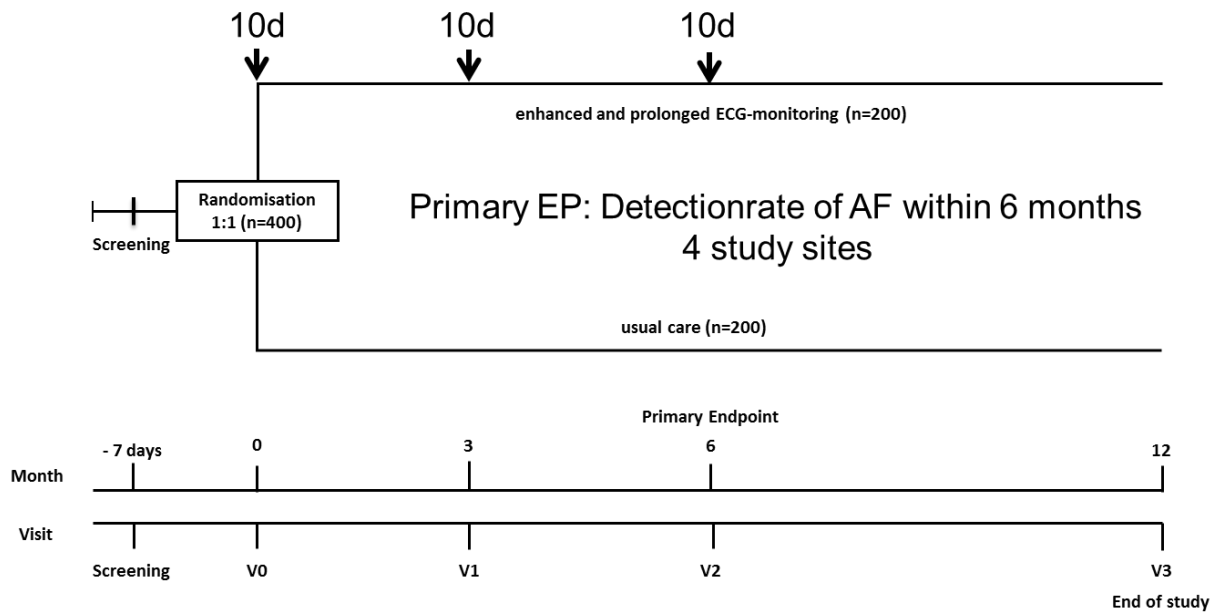 10d 10d 10d
enhanced and prolonged ECG-monitoring (n=200)
Randomisation
1:1 (n=400)
Screening
Primary EP: Detectionrate of AF within 6 months
4 study sites
usual care (n=200)
Primary Endpoint
- 7 days 0 3 6 12
Month
Visit
Screening V0 V1 V2 V3
End of study